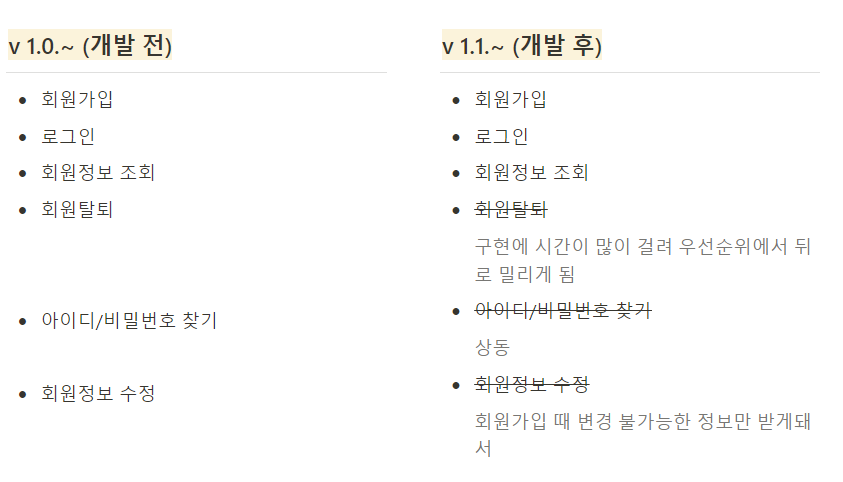 v 1.0.~ (개발 전)
회원가입
로그인
회원정보 조회
회원탈퇴
아이디/비밀번호 찾기
회원정보 수정
v 1.1.~ (개발 후)
회원가입
로그인
회원정보 조회
회원탈퇴
구현에 시간이 많이 걸려 우선순위에서 뒤
로 밀리게 됨
아이디/비밀번호 찾기
상동
회원정보 수정
회원가입 때 변경 불가능한 정보만 받게돼
서